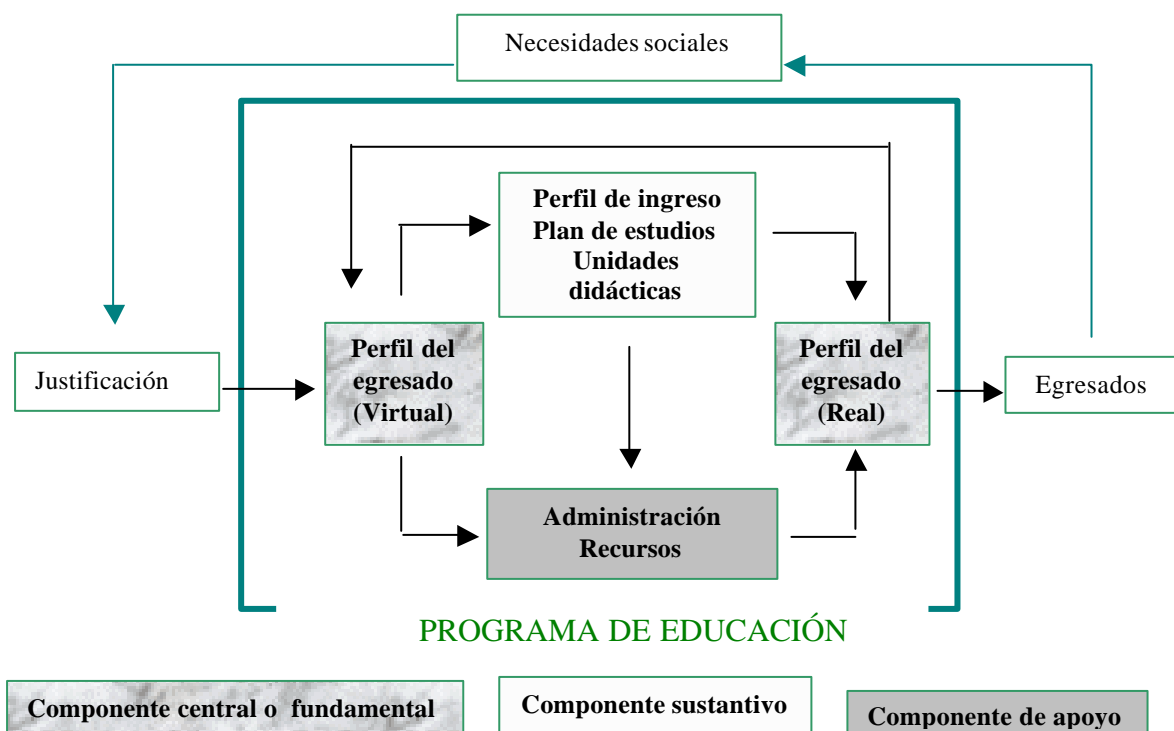 Necesidades sociales
Perfil de ingreso
Plan de estudios
Unidades
didácticas
Justificación
Perfil del
egresado
(Virtual)
Perfil del
egresado
(Real)
Egresados
Administración
Recursos
PROGRAMA DE EDUCACIÓN
Componente central o fundamental
Componente sustantivo
Componente de apoyo